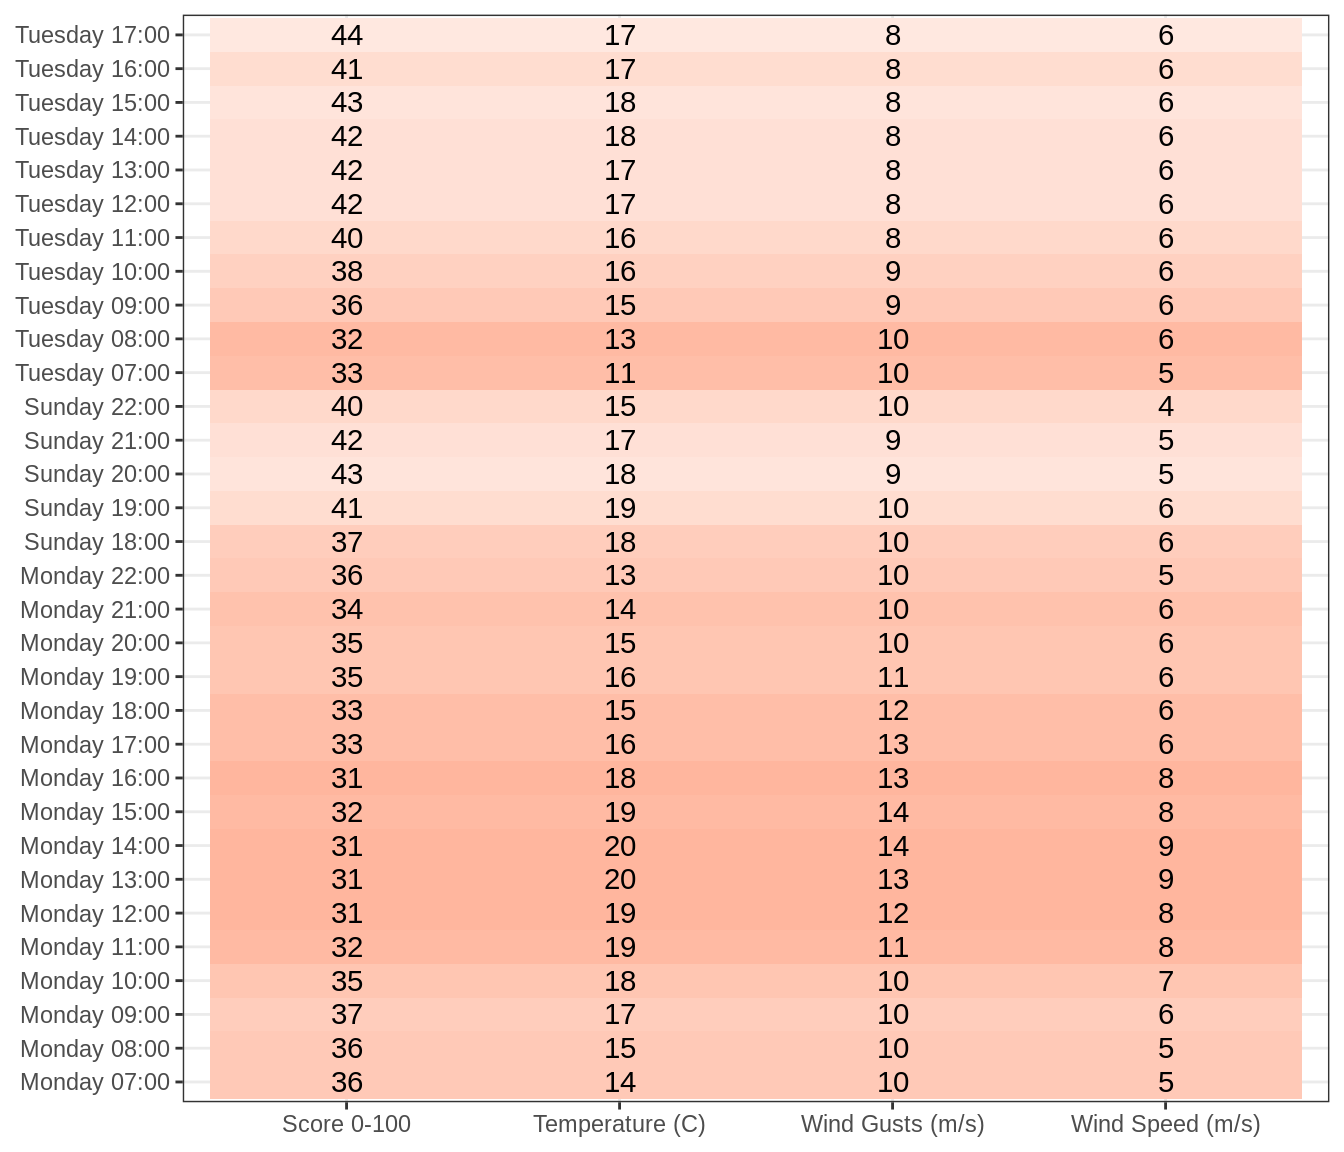 Tuesday 17:00 44 17 8 6
Tuesday 16:00 41 17 8 6
Tuesday 15:00 43 18 8 6
Tuesday 14:00 42 18 8 6
Tuesday 13:00 42 17 8 6
Tuesday 12:00 42 17 8 6
Tuesday 11:00 40 16 8 6
Tuesday 10:00 38 16 9 6
Tuesday 09:00 36 15 9 6
Tuesday 08:00 32 13 10 6
Tuesday 07:00 33 11 10 5
Sunday 22:00 40 15 10 4
Sunday 21:00 42 17 9 5
Sunday 20:00 43 18 9 5
Sunday 19:00 41 19 10 6
Sunday 18:00 37 18 10 6
Monday 22:00 36 13 10 5
Monday 21:00 34 14 10 6
Monday 20:00 35 15 10 6
Monday 19:00 35 16 11 6
Monday 18:00 33 15 12 6
Monday 17:00 33 16 13 6
Monday 16:00 31 18 13 8
Monday 15:00 32 19 14 8
Monday 14:00 31 20 14 9
Monday 13:00 31 20 13 9
Monday 12:00 31 19 12 8
Monday 11:00 32 19 11 8
Monday 10:00 35 18 10 7
Monday 09:00 37 17 10 6
Monday 08:00 36 15 10 5
Monday 07:00 36 14 10 5
Score 0-100 Temperature (C) Wind Gusts (m/s) Wind Speed (m/s)